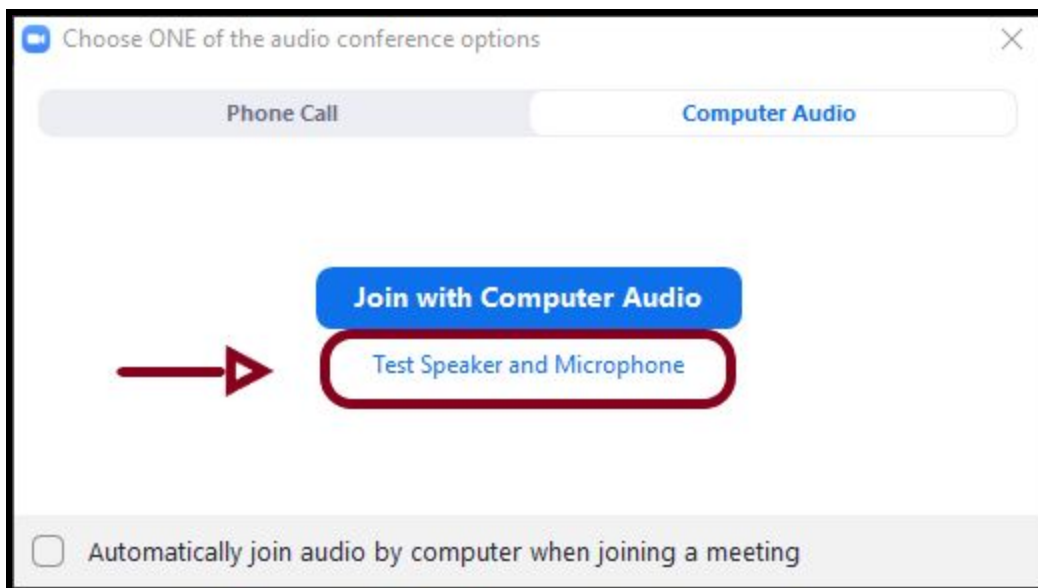 Choose ONE of the audio conference options
Phone Call
Computer Audio
Join with Computer Audio
Test Speaker and Microphone
Automatically join audio by computer when joining a meeting